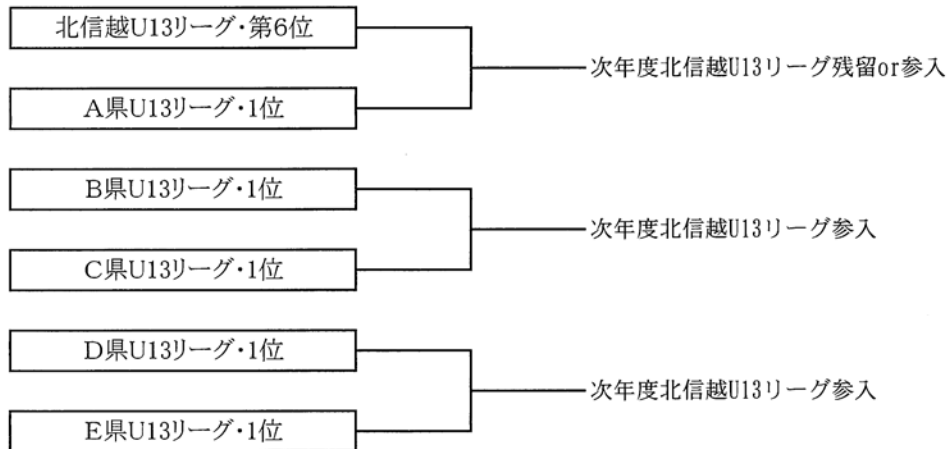 北信越U13リーグ・第6位
次年度北信越U13リーグ残留or参入
A県U13リーグ・1位
B県U13リーグ・1位
次年度北信越U13リーグ参入
C県U13リーグ・1位
D県U13リーグ・1位
次年度北信越U13リーグ参入
E県U13リーグ・1位